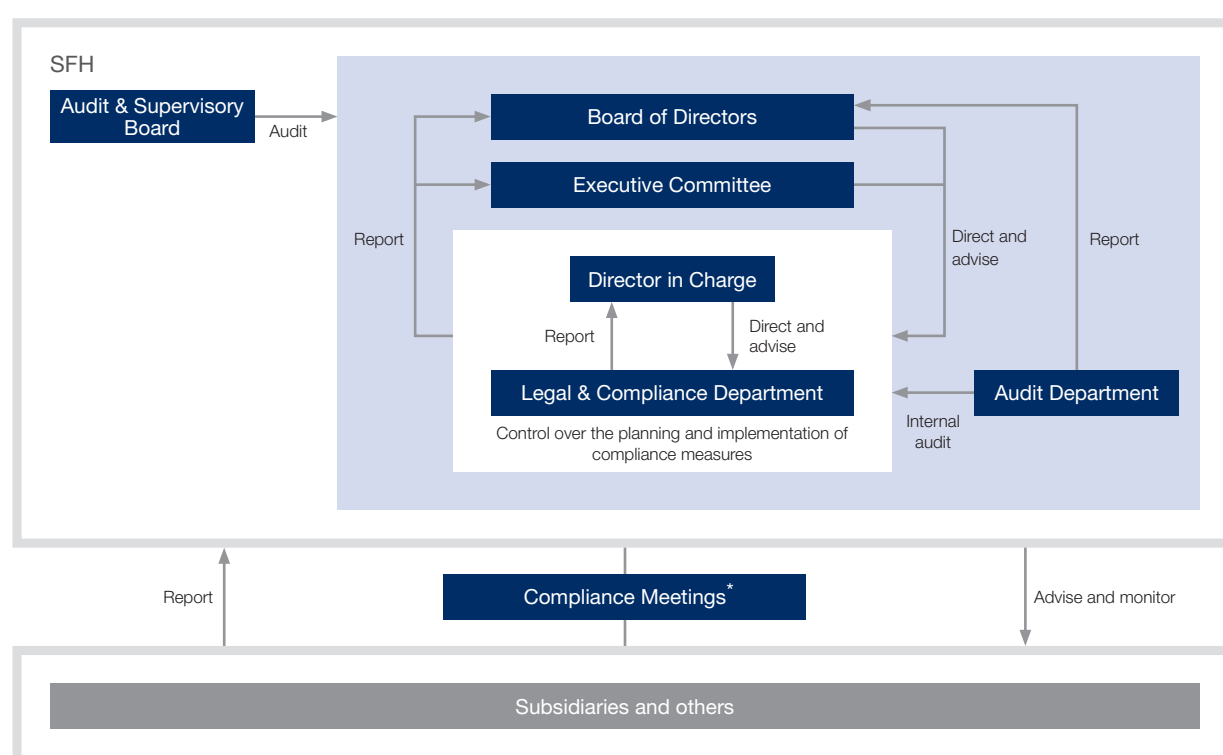 SFH
Audit & Supervisory
Board
Audit
Board of Directors
Executive Committee
Report
Direct and
advise
Report
Director in Charge
Report
Direct and
advise
Legal & Compliance Department
Audit Department
Control over the planning and implementation of
compliance measures
Internal
audit
Report
Compliance Meetings*
Advise and monitor
Subsidiaries and others